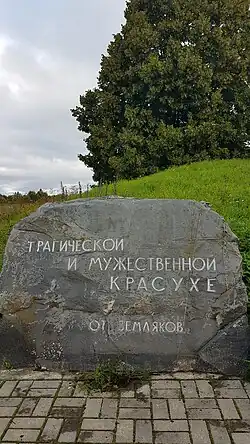 ТРАГИЧЕСКОЙ
И МУЖЕСТВЕННОЙ
КРАСУХЕ
ОТ ЗЕМЛЯКОВ